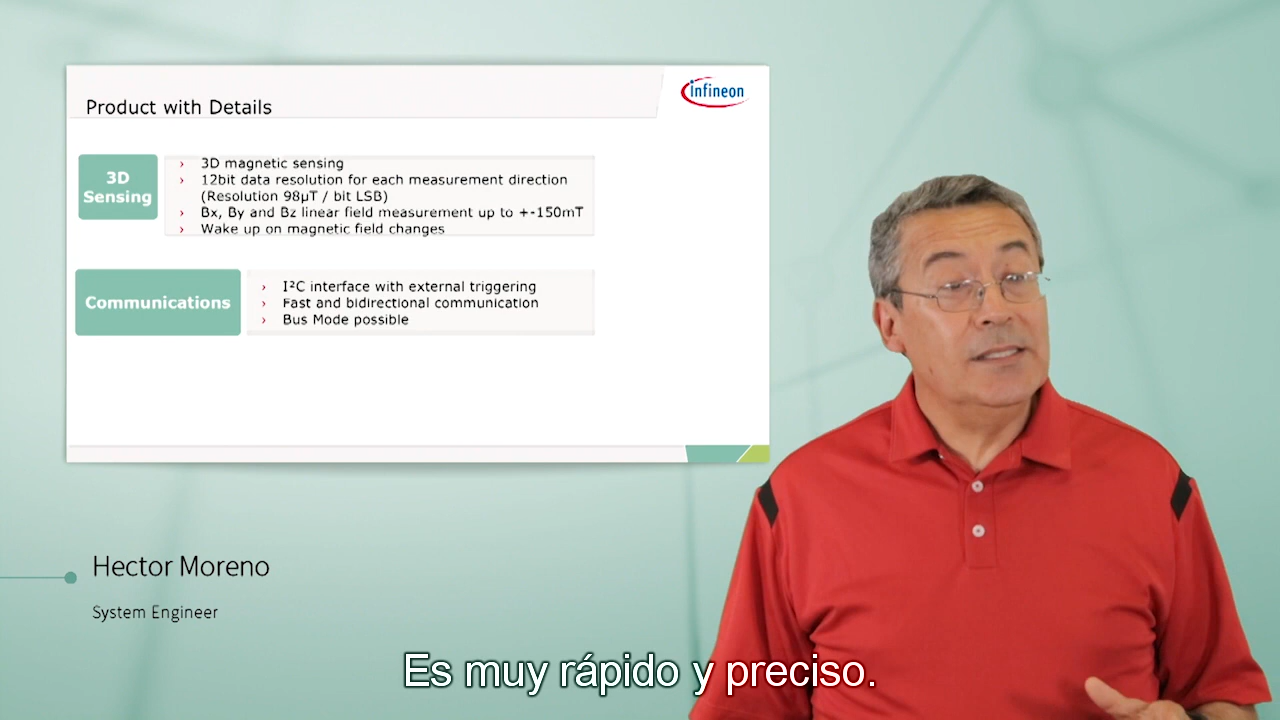 Product with Details
infineon
3D
Sensing
› 3D magnetic sensing
› 12bit data resolution for each measurement direction
(Resolution 98µT / bit LSB)
› Bx, By and Bz linear field measurement up to +-150mT
› Wake up on magnetic field changes
Communications
› I²C interface with external triggering
› Fast and bidirectional communication
› Bus Mode possible
Hector Moreno
System Engineer
Es muy rápido y preciso.